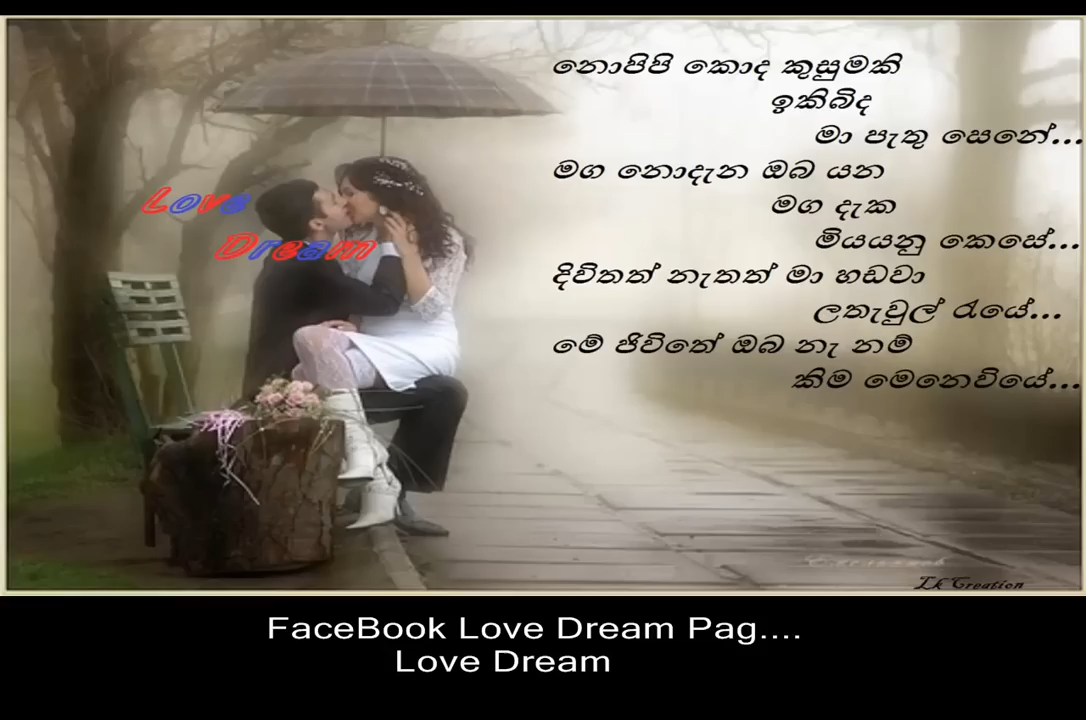 නොපිපි කොද කුසුමකි
ඉකිබිද
මා පැතු සෙනේ...
මග නොදැන ඔබ යන
මග දැක
මියයනු කෙසේ...
දිවිතත් නැතත් මා හඩවා
ලතැවුල් රැයේ...
මේ ජිවිතේ ඔබ නැ නම්
කිම මෙනෙවියේ...
Love
Dream
Lk Creation
FaceBook Love Dream Pag....
Love Dream